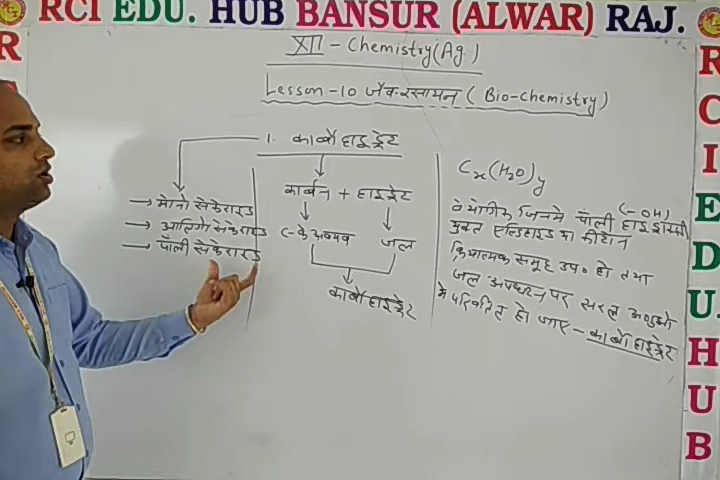 RCI EDU. HUB BANSUR (ALWAR) RAJ.
XII - Chemistry (Ag)
Lesson-10 जैव रसायन (Bio-chemistry)
1. कार्बोहाइड्रेट
→ मोनो सैकेराइड
→ आलिगो सैकेराइड
→ पॉली सैकेराइड
कार्बन + हाइड्रेट
C-के अवयव जल
कार्बोहाइड्रेट
Cx(H2O)y
(-OH)
वे यौगिक जिनमे पॉली हाइड्राक्सी
युक्त एल्डिहाइड या कीटोन
क्रियात्मक समूह उप० हो तथा
जल अपघटन पर सरल अणुओ
मे परिवर्तित हो जाए - कार्बोहाइड्रेट
R
R
C
I
E
D
U.
H
U
B